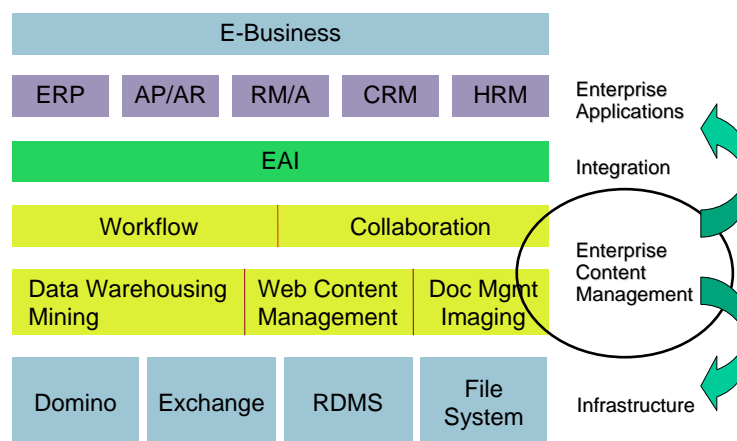 E-Business
ERP AP/AR RM/A CRM HRM
Enterprise
Applications
EAI
Integration
Workflow Collaboration
Enterprise
Content
Management
Data Warehousing
Mining
Web Content
Management
Doc Mgmt
Imaging
Domino Exchange RDMS
File
System
Infrastructure